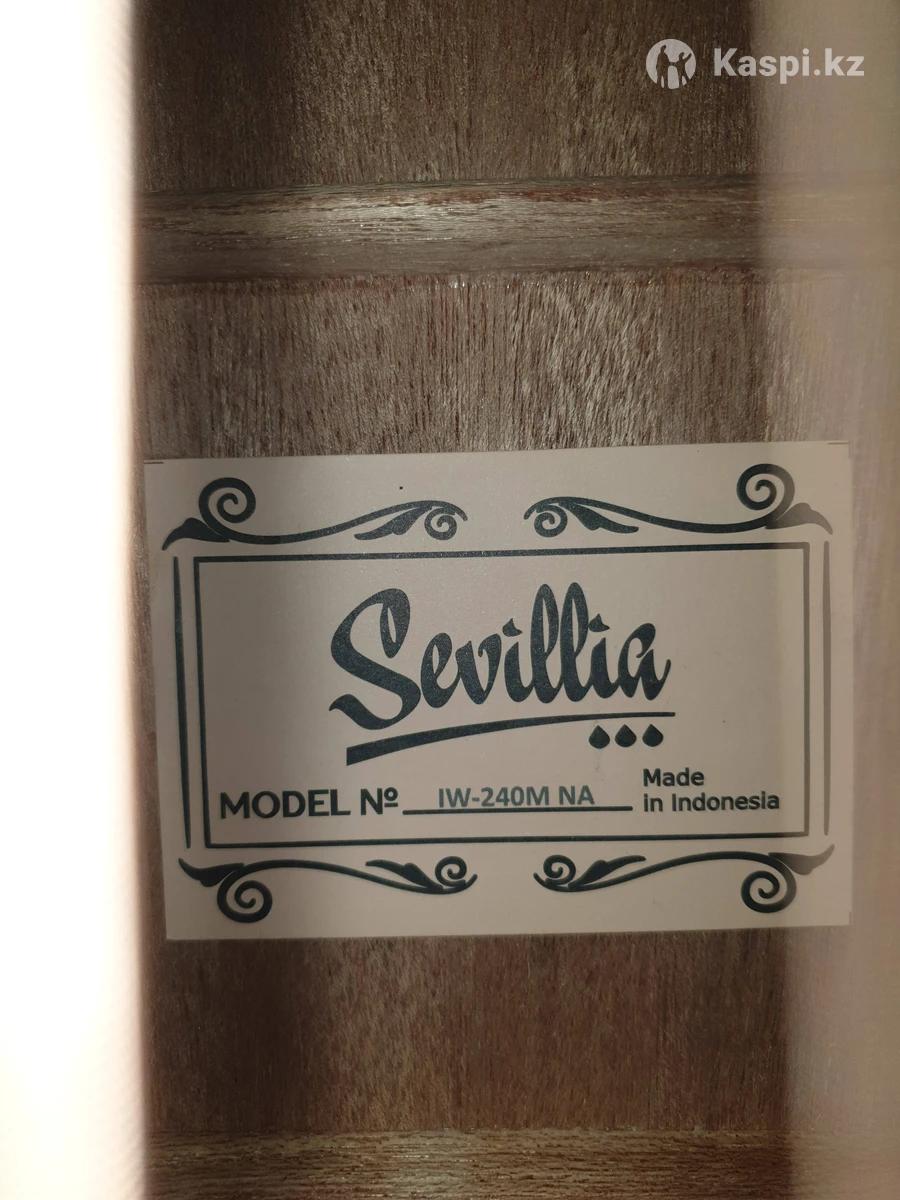 Kaspi.kz
Sevillia
MODEL № IW-240M NA
Made
in Indonesia